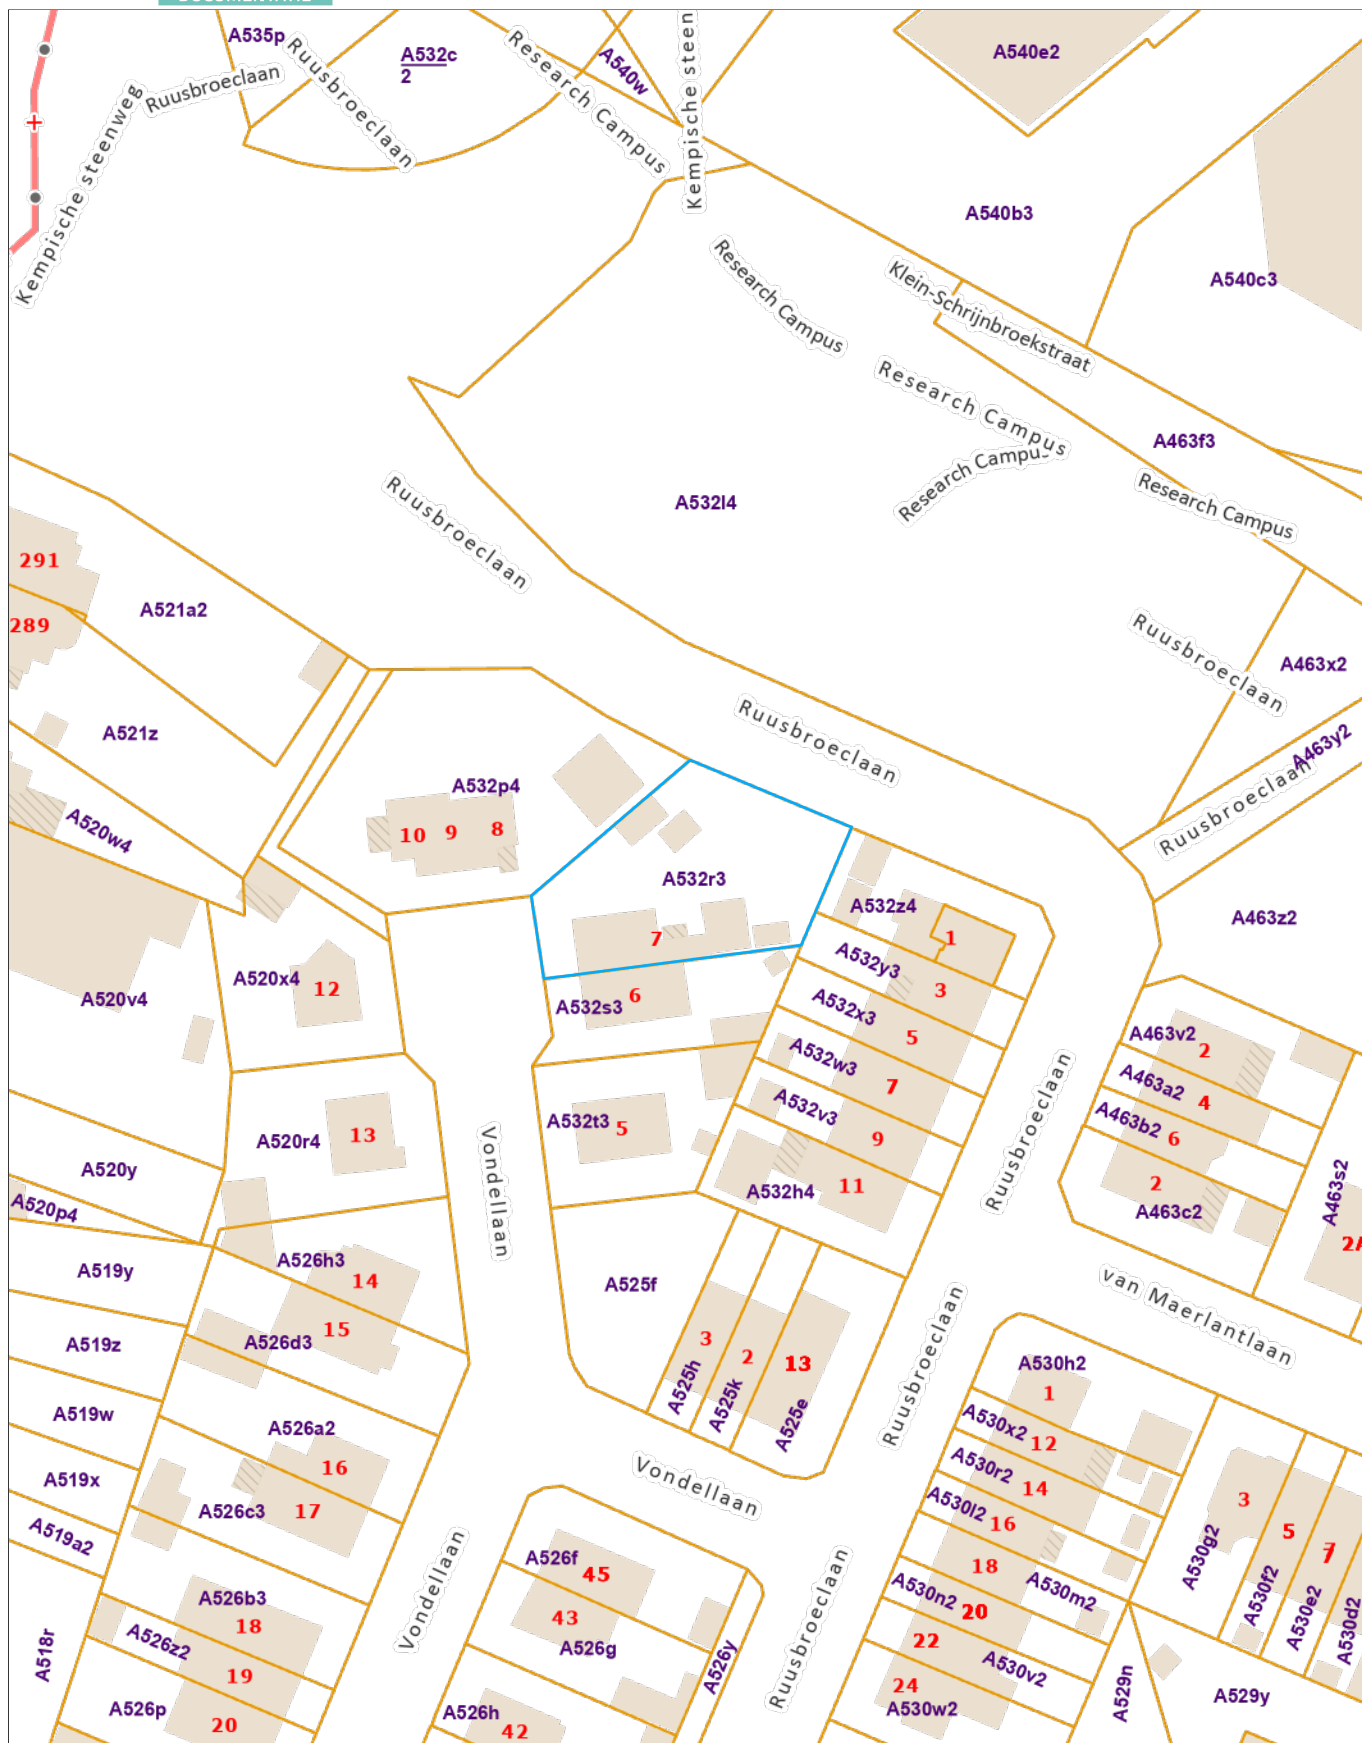 A535p
A532c
2
Ruusbroeclaan
Ruusbroeclaan
Kempische steenweg
Research Campus
A540w
Kempische steen
A540e2
A540b3
A540c3
Research Campus
Klein-Schrijnbroekstraat
Research Campus
Research Campus
A463f3
Research Campus
Ruusbroeclaan
A532l4
291
289
A521a2
A521z
A520w4
Ruusbroeclaan
A463x2
A463y2
Ruusbroeclaan
Ruusbroeclaan
A532p4
10
9
8
A532r3
7
A532z4
1
A463z2
A532y3
3
A520x4
12
A520v4
A532s3
6
A532x3
5
A463v2
2
A532w3
7
A463a2
4
A532v3
9
A463b2
6
A532t3
5
A520r4
13
Vondellaan
Ruusbroeclaan
A532h4
11
2
A463c2
A463s2
2A
A520y
A520p4
A519y
A526h3
14
A525f
van Maerlantlaan
A519z
A526d3
15
3
2
13
A525h
A525k
A525e
Ruusbroeclaan
A530h2
1
A519w
A526a2
16
A530x2
12
A519x
A526c3
17
Vondellaan
A530r2
14
A530l2
16
A519a2
3
5
7
A530g2
A530f2
A530e2
A530d2
A526f
45
43
A526g
18
A530m2
A526b3
18
Vondellaan
Ruusbroeclaan
A530n2
20
A518r
A526z2
19
22
A530v2
A526y
24
A530w2
A529n
A529y
A526p
20
A526h
42